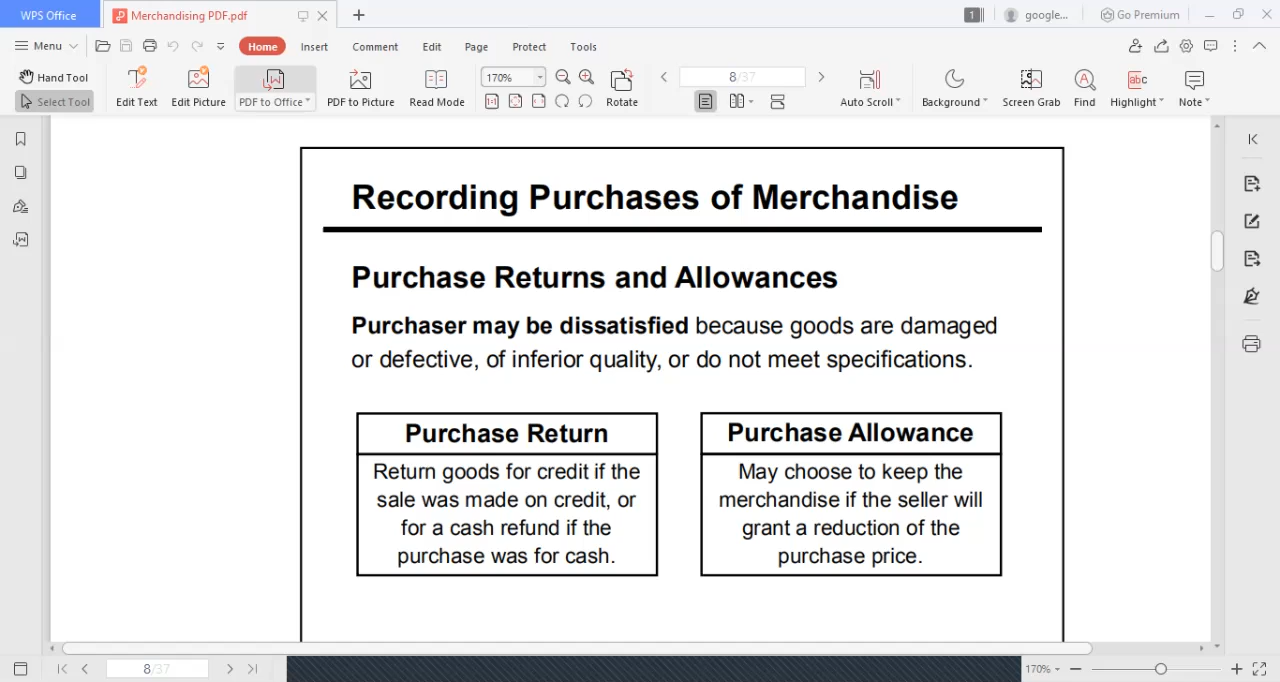 WPS Office
Merchandising PDF.pdf
1
google...
Go Premium
Menu
Home
Insert
Comment
Edit
Page
Protect
Tools
Hand Tool
Select Tool
Edit Text
Edit Picture
PDF to Office
PDF to Picture
Read Mode
170%
Rotate
8/37
Auto Scroll
Background
Screen Grab
Find
Highlight
Note
Recording Purchases of Merchandise
Purchase Returns and Allowances
Purchaser may be dissatisfied because goods are damaged
or defective, of inferior quality, or do not meet specifications.
Purchase Return
Return goods for credit if the
sale was made on credit, or
for a cash refund if the
purchase was for cash.
Purchase Allowance
May choose to keep the
merchandise if the seller will
grant a reduction of the
purchase price.
8/37
170%